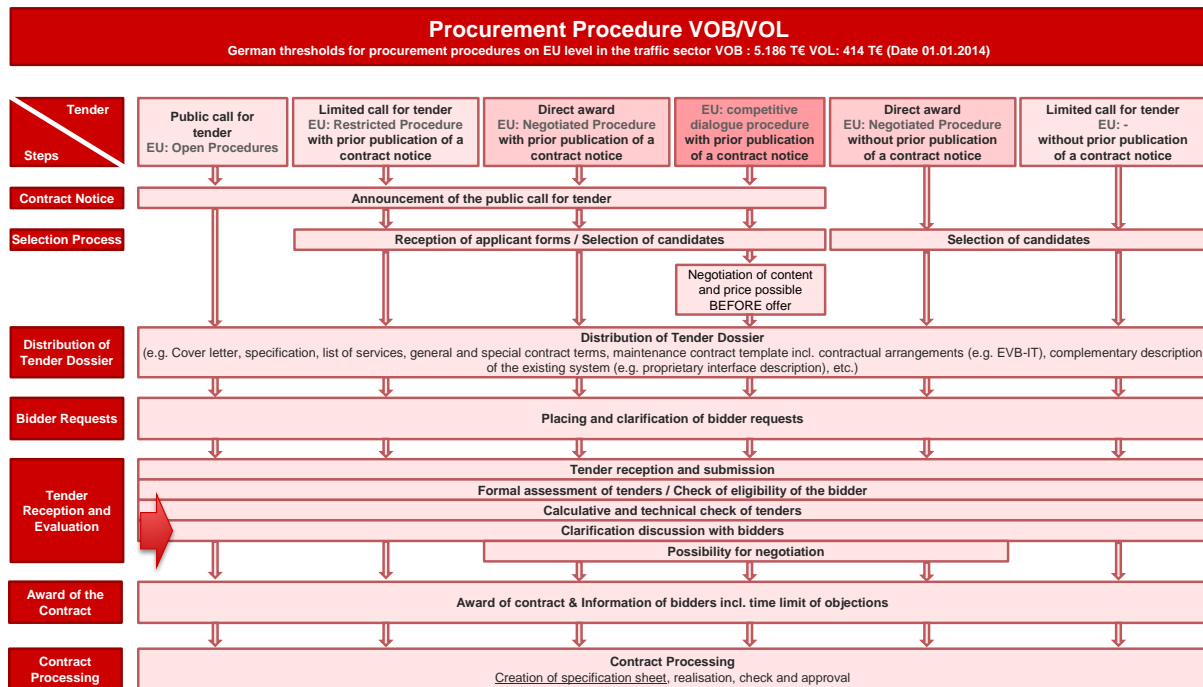 Procurement Procedure VOB/VOL
German thresholds for procurement procedures on EU level in the traffic sector VOB : 5.186 T€ VOL: 414 T€ (Date 01.01.2014)
Tender
Steps
Public call for
tender
EU: Open Procedures
Limited call for tender
EU: Restricted Procedure
with prior publication of a
contract notice
Direct award
EU: Negotiated Procedure
with prior publication of a
contract notice
EU: competitive
dialogue procedure
with prior publication
of a contract notice
Direct award
EU: Negotiated Procedure
without prior publication
of a contract notice
Limited call for tender
EU: -
without prior publication
of a contract notice
Contract Notice
Announcement of the public call for tender
Selection Process
Reception of applicant forms / Selection of candidates
Selection of candidates
Negotiation of content
and price possible
BEFORE offer
Distribution of
Tender Dossier
Distribution of Tender Dossier
(e.g. Cover letter, specification, list of services, general and special contract terms, maintenance contract template incl. contractual arrangements (e.g. EVB-IT), complementary description
of the existing system (e.g. proprietary interface description), etc.)
Bidder Requests
Placing and clarification of bidder requests
Tender
Reception and
Evaluation
Tender reception and submission
Formal assessment of tenders / Check of eligibility of the bidder
Calculative and technical check of tenders
Clarification discussion with bidders
Possibility for negotiation
Award of the
Contract
Award of contract & Information of bidders incl. time limit of objections
Contract
Processing
Contract Processing
Creation of specification sheet, realisation, check and approval